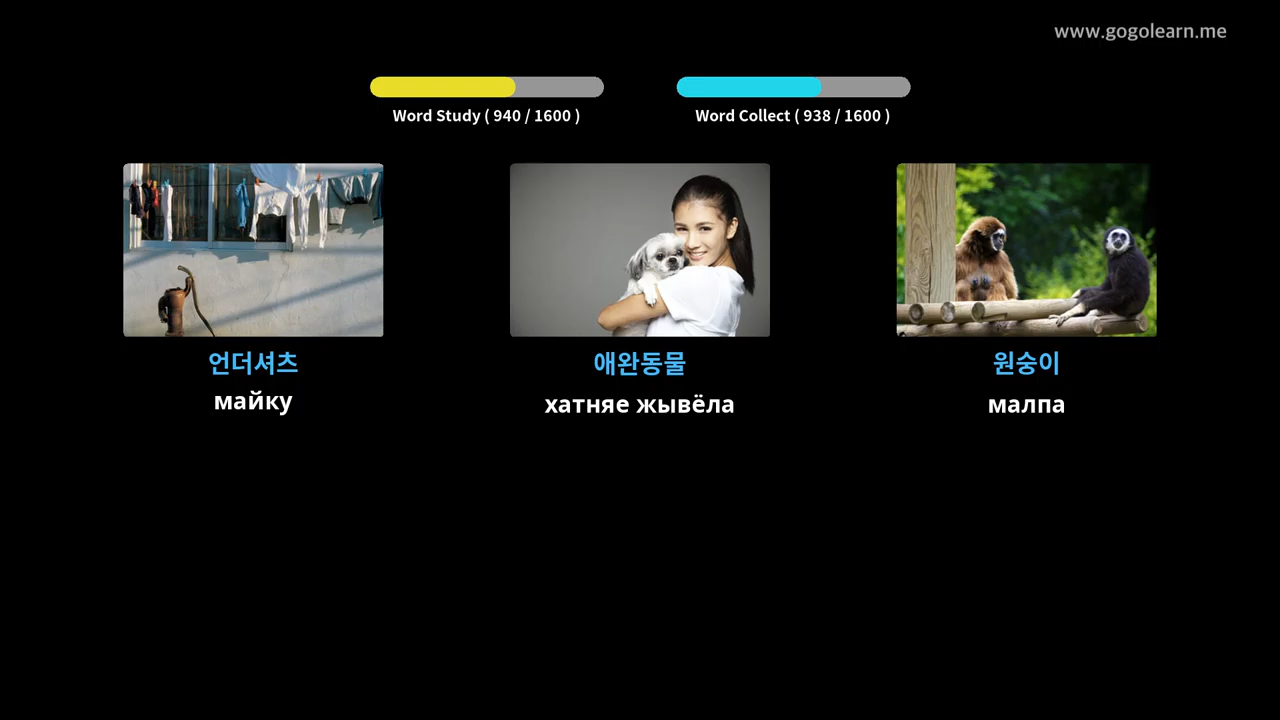 www.gogolearn.me
Word Study ( 940 / 1600 )
Word Collect ( 938 / 1600 )
언더셔츠
애완동물
원숭이
майку
хатняе жывёла
малпа